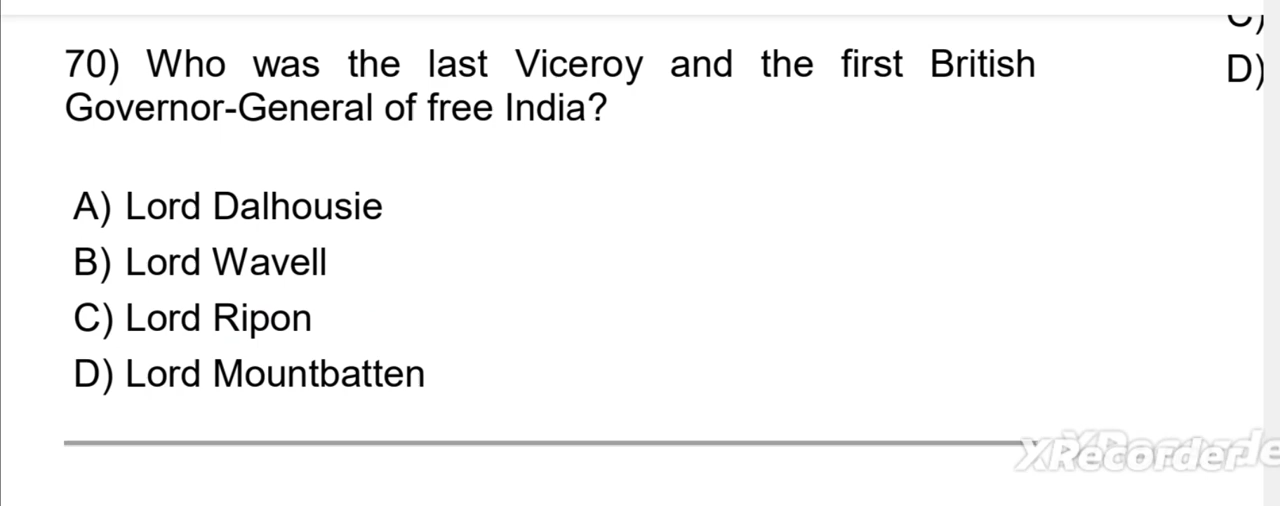 70) Who was the last Viceroy and the first British
Governor-General of free India?
A) Lord Dalhousie
B) Lord Wavell
C) Lord Ripon
D) Lord Mountbatten
D)
XRecorder